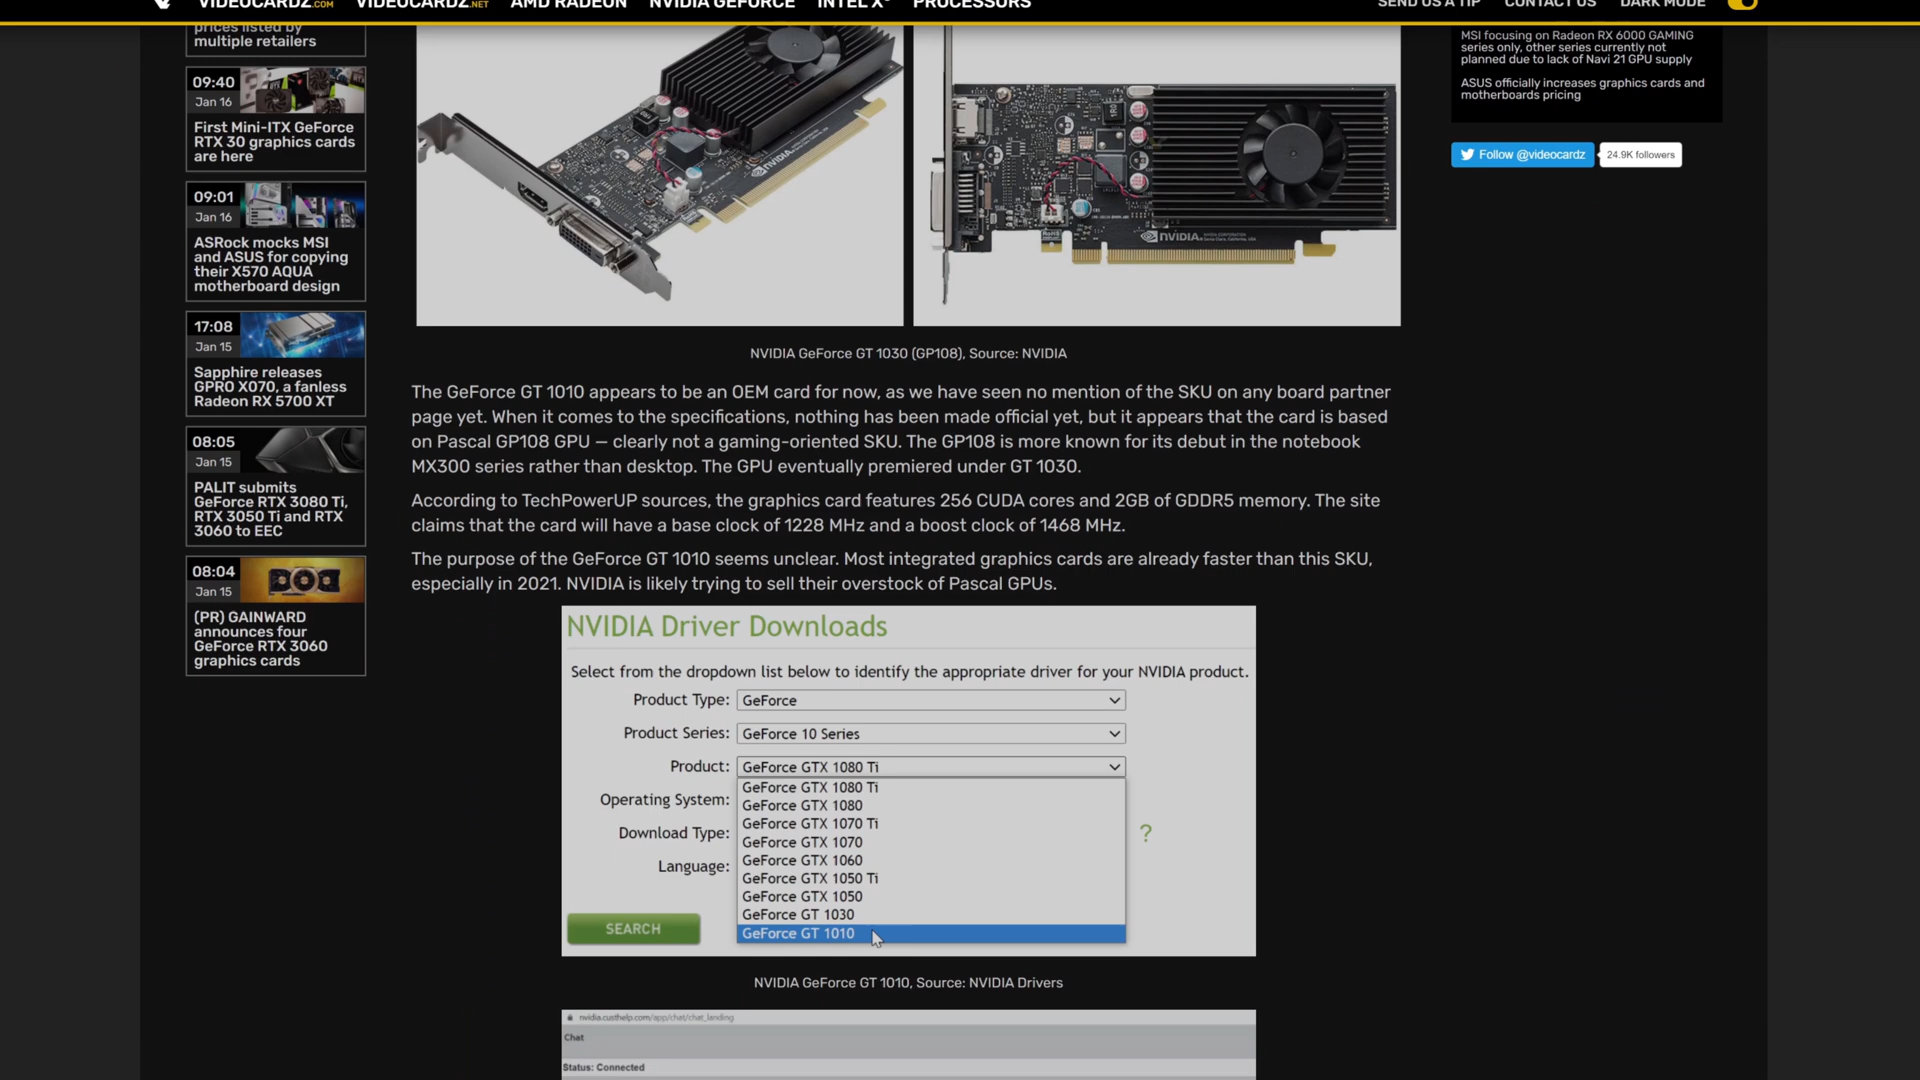 VIDEOCARDZ.COM
VIDEOCARDZ.NET
AMD RADEON
NVIDIA GEFORCE
INTEL Xe
PROCESSORS
SEND US A TIP
CONTACT US
DARK MODE
prices listed by
multiple retailers
09:40
Jan 16
First Mini-ITX GeForce
RTX 30 graphics cards
are here
09:01
Jan 16
ASRock mocks MSI
and ASUS for copying
their X570 AQUA
motherboard design
17:08
Jan 15
Sapphire releases
GPRO X070, a fanless
Radeon RX 5700 XT
08:05
Jan 15
PALIT submits
GeForce RTX 3080 Ti,
RTX 3050 Ti and RTX
3060 to EEC
08:04
Jan 15
(PR) GAINWARD
announces four
GeForce RTX 3060
graphics cards
NVIDIA
NVIDIA
NVIDIA GeForce GT 1030 (GP108), Source: NVIDIA
The GeForce GT 1010 appears to be an OEM card for now, as we have seen no mention of the SKU on any board partner
page yet. When it comes to the specifications, nothing has been made official yet, but it appears that the card is based
on Pascal GP108 GPU – clearly not a gaming-oriented SKU. The GP108 is more known for its debut in the notebook
MX300 series rather than desktop. The GPU eventually premiered under GT 1030.
According to TechPowerUP sources, the graphics card features 256 CUDA cores and 2GB of GDDR5 memory. The site
claims that the card will have a base clock of 1228 MHz and a boost clock of 1468 MHz.
The purpose of the GeForce GT 1010 seems unclear. Most integrated graphics cards are already faster than this SKU,
especially in 2021. NVIDIA is likely trying to sell their overstock of Pascal GPUs.
NVIDIA Driver Downloads
Select from the dropdown list below to identify the appropriate driver for your NVIDIA product.
Product Type: GeForce
Product Series: GeForce 10 Series
Product: GeForce GTX 1080 Ti
GeForce GTX 1080 Ti
Operating System: GeForce GTX 1080
GeForce GTX 1070 Ti
Download Type: GeForce GTX 1070
?
GeForce GTX 1060
Language: GeForce GTX 1050 Ti
GeForce GTX 1050
GeForce GT 1030
SEARCH
GeForce GT 1010
NVIDIA GeForce GT 1010, Source: NVIDIA Drivers
nvidia.custhelp.com/app/chat/chat_landing
Chat
Status: Connected
MSI focusing on Radeon RX 6000 GAMING
series only, other series currently not
planned due to lack of Navi 21 GPU supply
ASUS officially increases graphics cards and
motherboards pricing
Follow @videocardz
24.9K followers